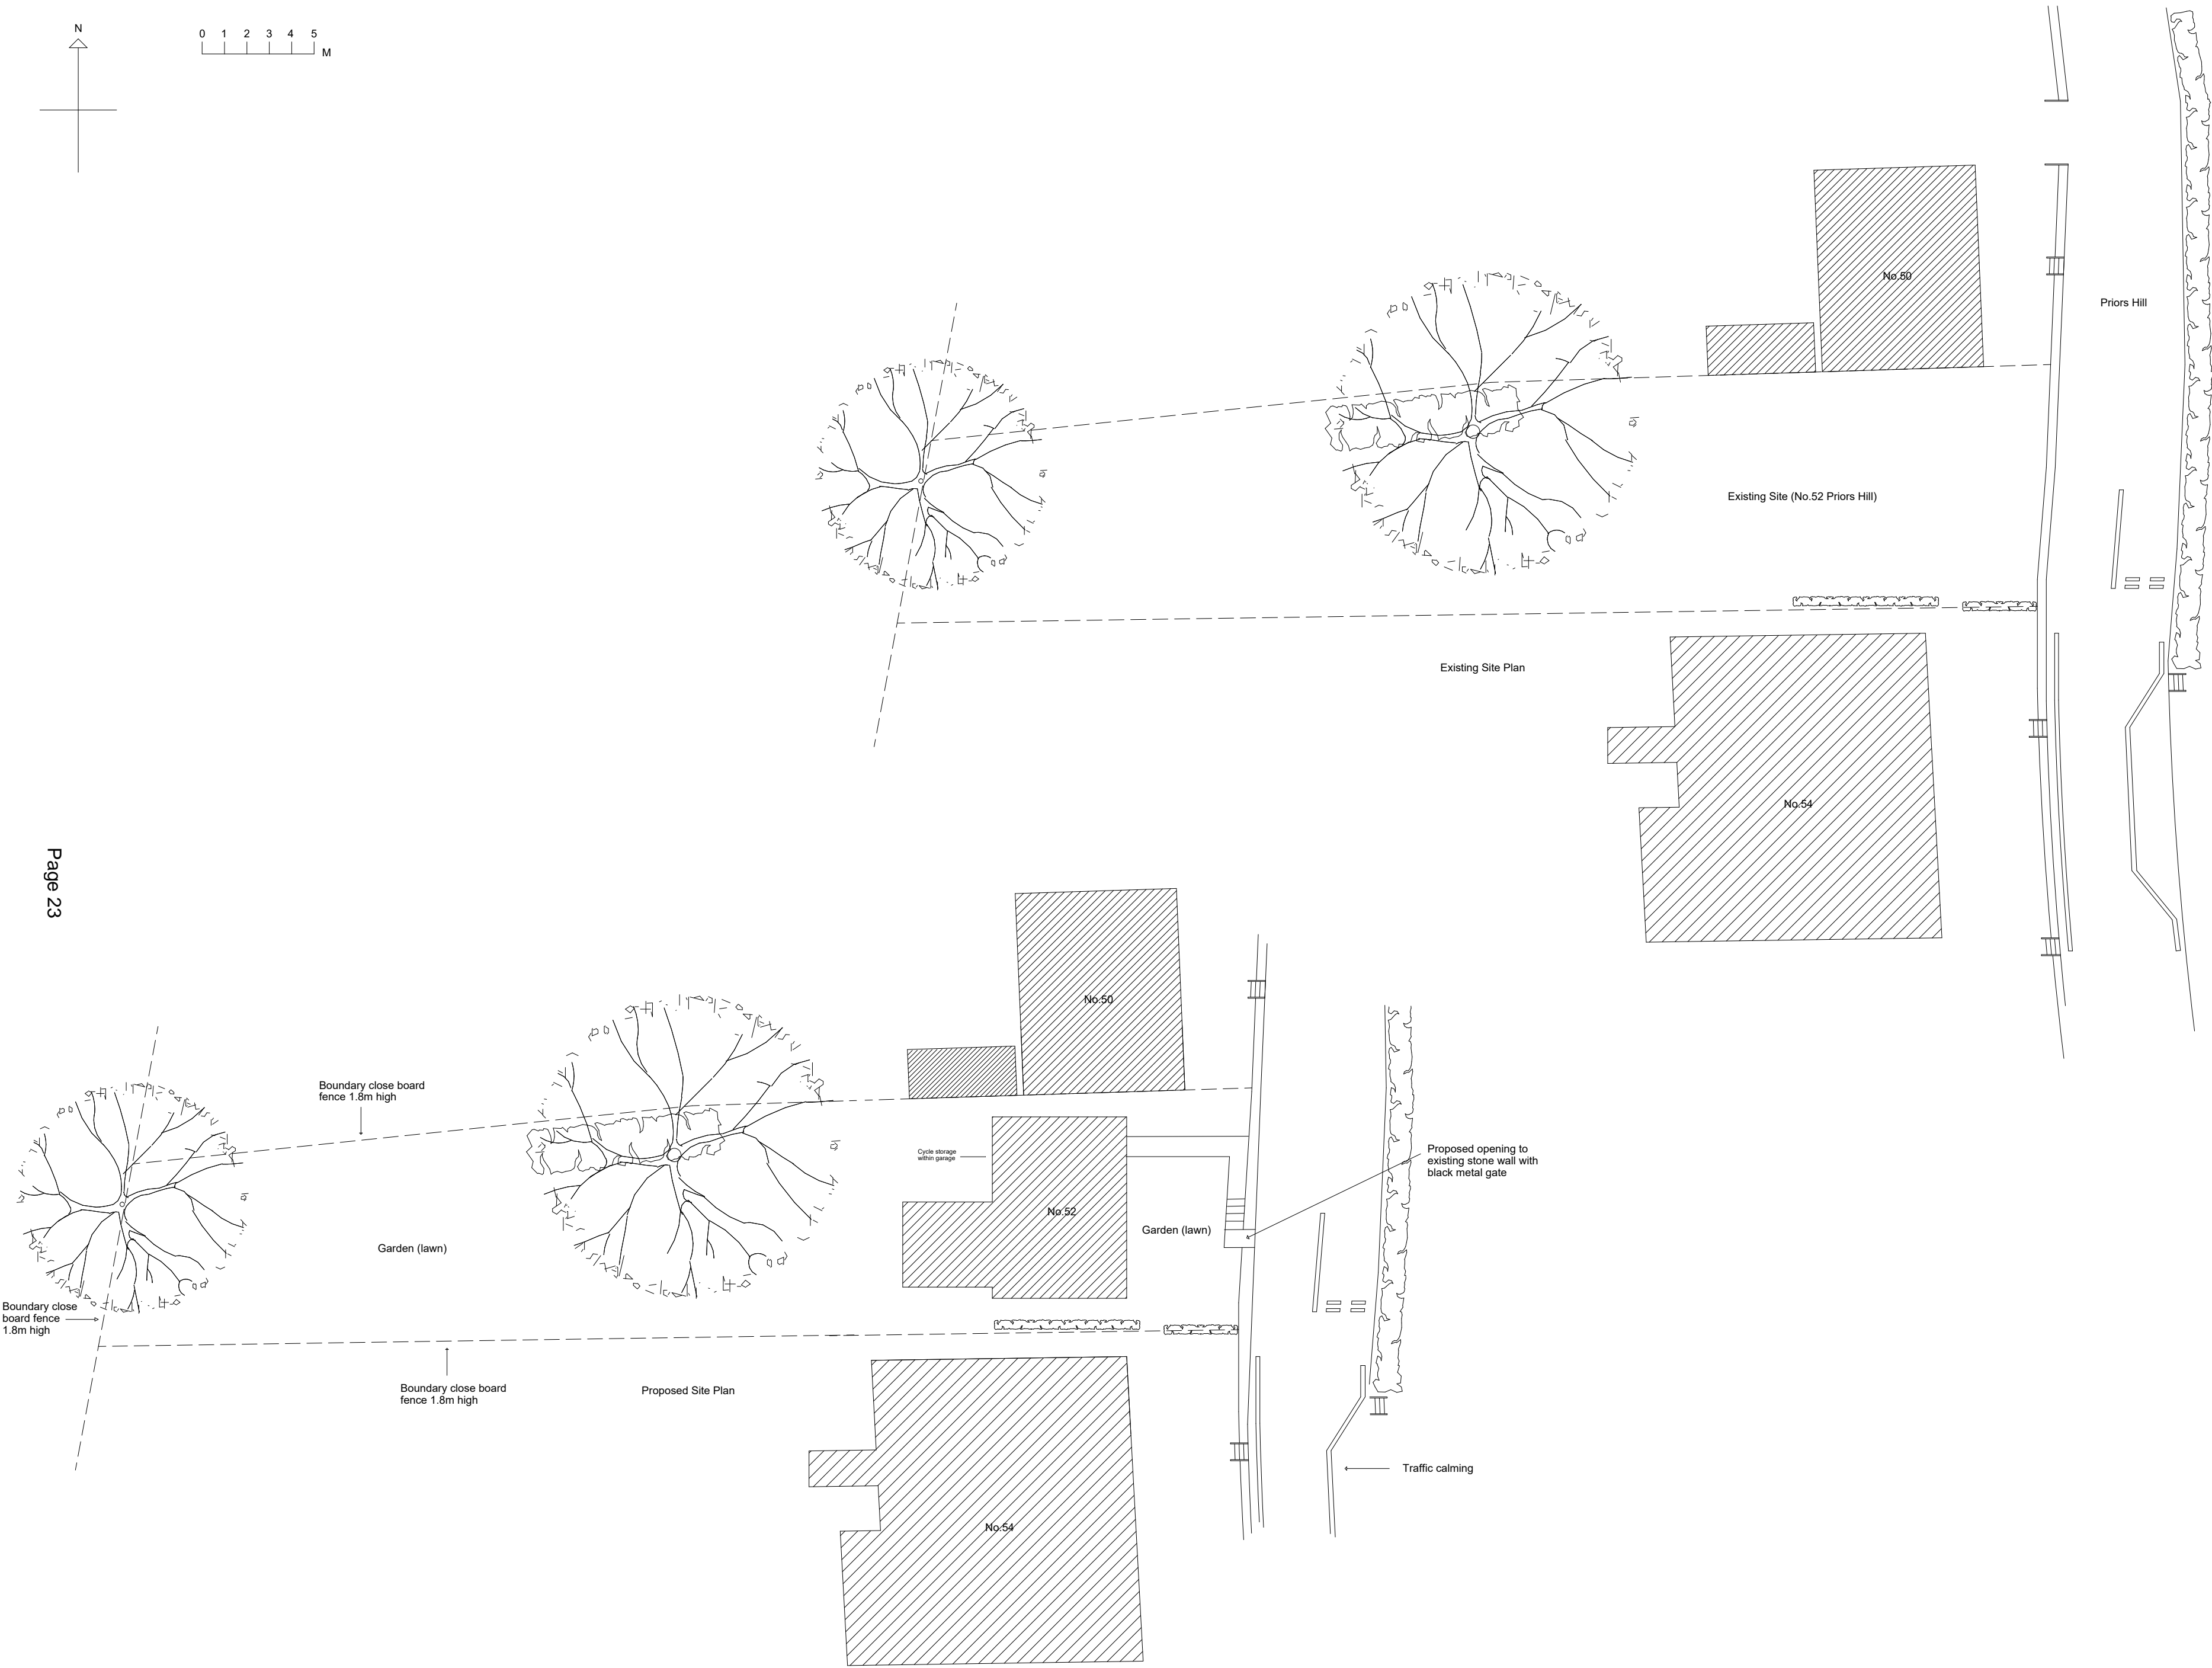 N
0 1 2 3 4 5
M
No.50
Priors Hill
Existing Site (No.52 Priors Hill)
Existing Site Plan
No.54
Page 23
No.50
Boundary close board
fence 1.8m high
Cycle storage
within garage
Proposed opening to
existing stone wall with
black metal gate
No.52
Garden (lawn)
Garden (lawn)
Boundary close
board fence
1.8m high
Boundary close board
fence 1.8m high
Proposed Site Plan
Traffic calming
No.54